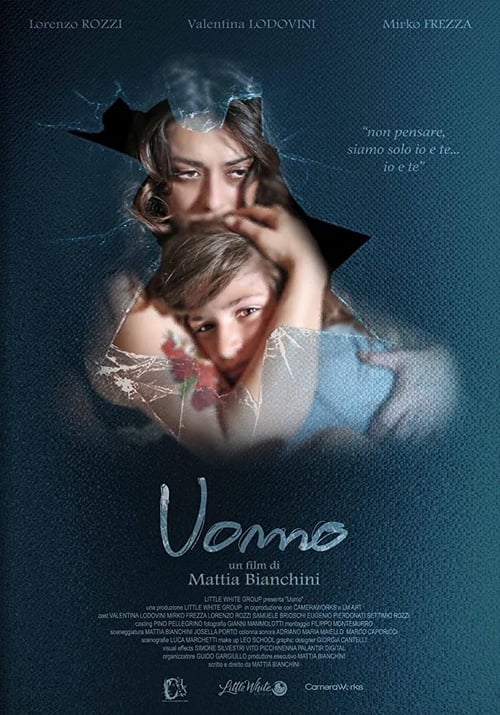 Lorenzo ROZZI Valentina LODOVINI Mirko FREZZA
"non pensare,
siamo solo io e te...
io e te"
Uomo
un film di
Mattia Bianchini
LITTLE WHITE GROUP presenta "Uomo"
una produzione LITTLE WHITE GROUP in coproduzione con CAMERAWORKS e LM ART
cast VALENTINA LODOVINI MIRKO FREZZA LORENZO ROZZI SAMUELE BRIOSCHI EUGENIO PIERDONATI SETTIMIO ROZZI
casting PINO PELLEGRINO fotografia GIANNI MAMMOLOTTI montaggio FILIPPO MONTEMURRO
sceneggiatura MATTIA BIANCHINI JOSELLA PORTO colonna sonora ADRIANO MARIA MAIELLO MARCO CAPORICCI
scenografie LUCA MARCHETTI make up LEO SCHOOL graphic designer GIORGIA CANTELLI
visual effects SIMONE SILVESTRI VITO PICCHINENNA PALANTIR DIGITAL
organizzatore GUIDO GARGIULLO produttore esecutivo MATTIA BIANCHINI
scritto e diretto da MATTIA BIANCHINI
Little White CameraWorks